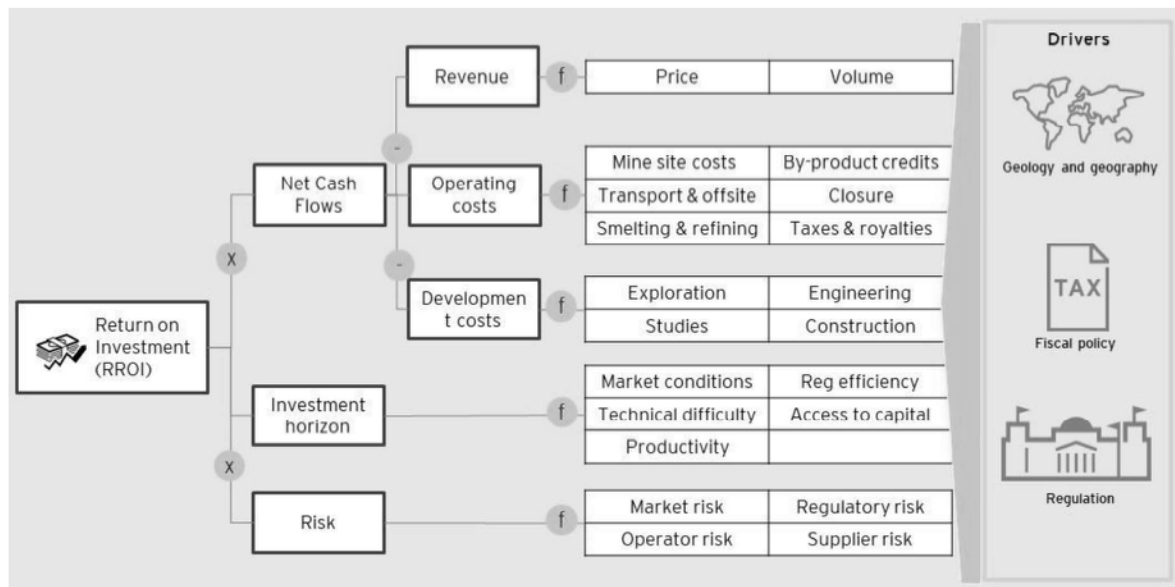 Drivers
Revenue
f
Price
Volume
-
Geology and geography
Net Cash
Flows
Operating
costs
f
Mine site costs
By-product credits
Transport & offsite
Closure
Smelting & refining
Taxes & royalties
x
-
Developmen
t costs
f
Exploration
Engineering
Studies
Construction
TAX
Fiscal policy
Return on
Investment
(RROI)
Investment
horizon
f
Market conditions
Reg efficiency
Technical difficulty
Access to capital
Productivity
x
Regulation
Risk
f
Market risk
Regulatory risk
Operator risk
Supplier risk